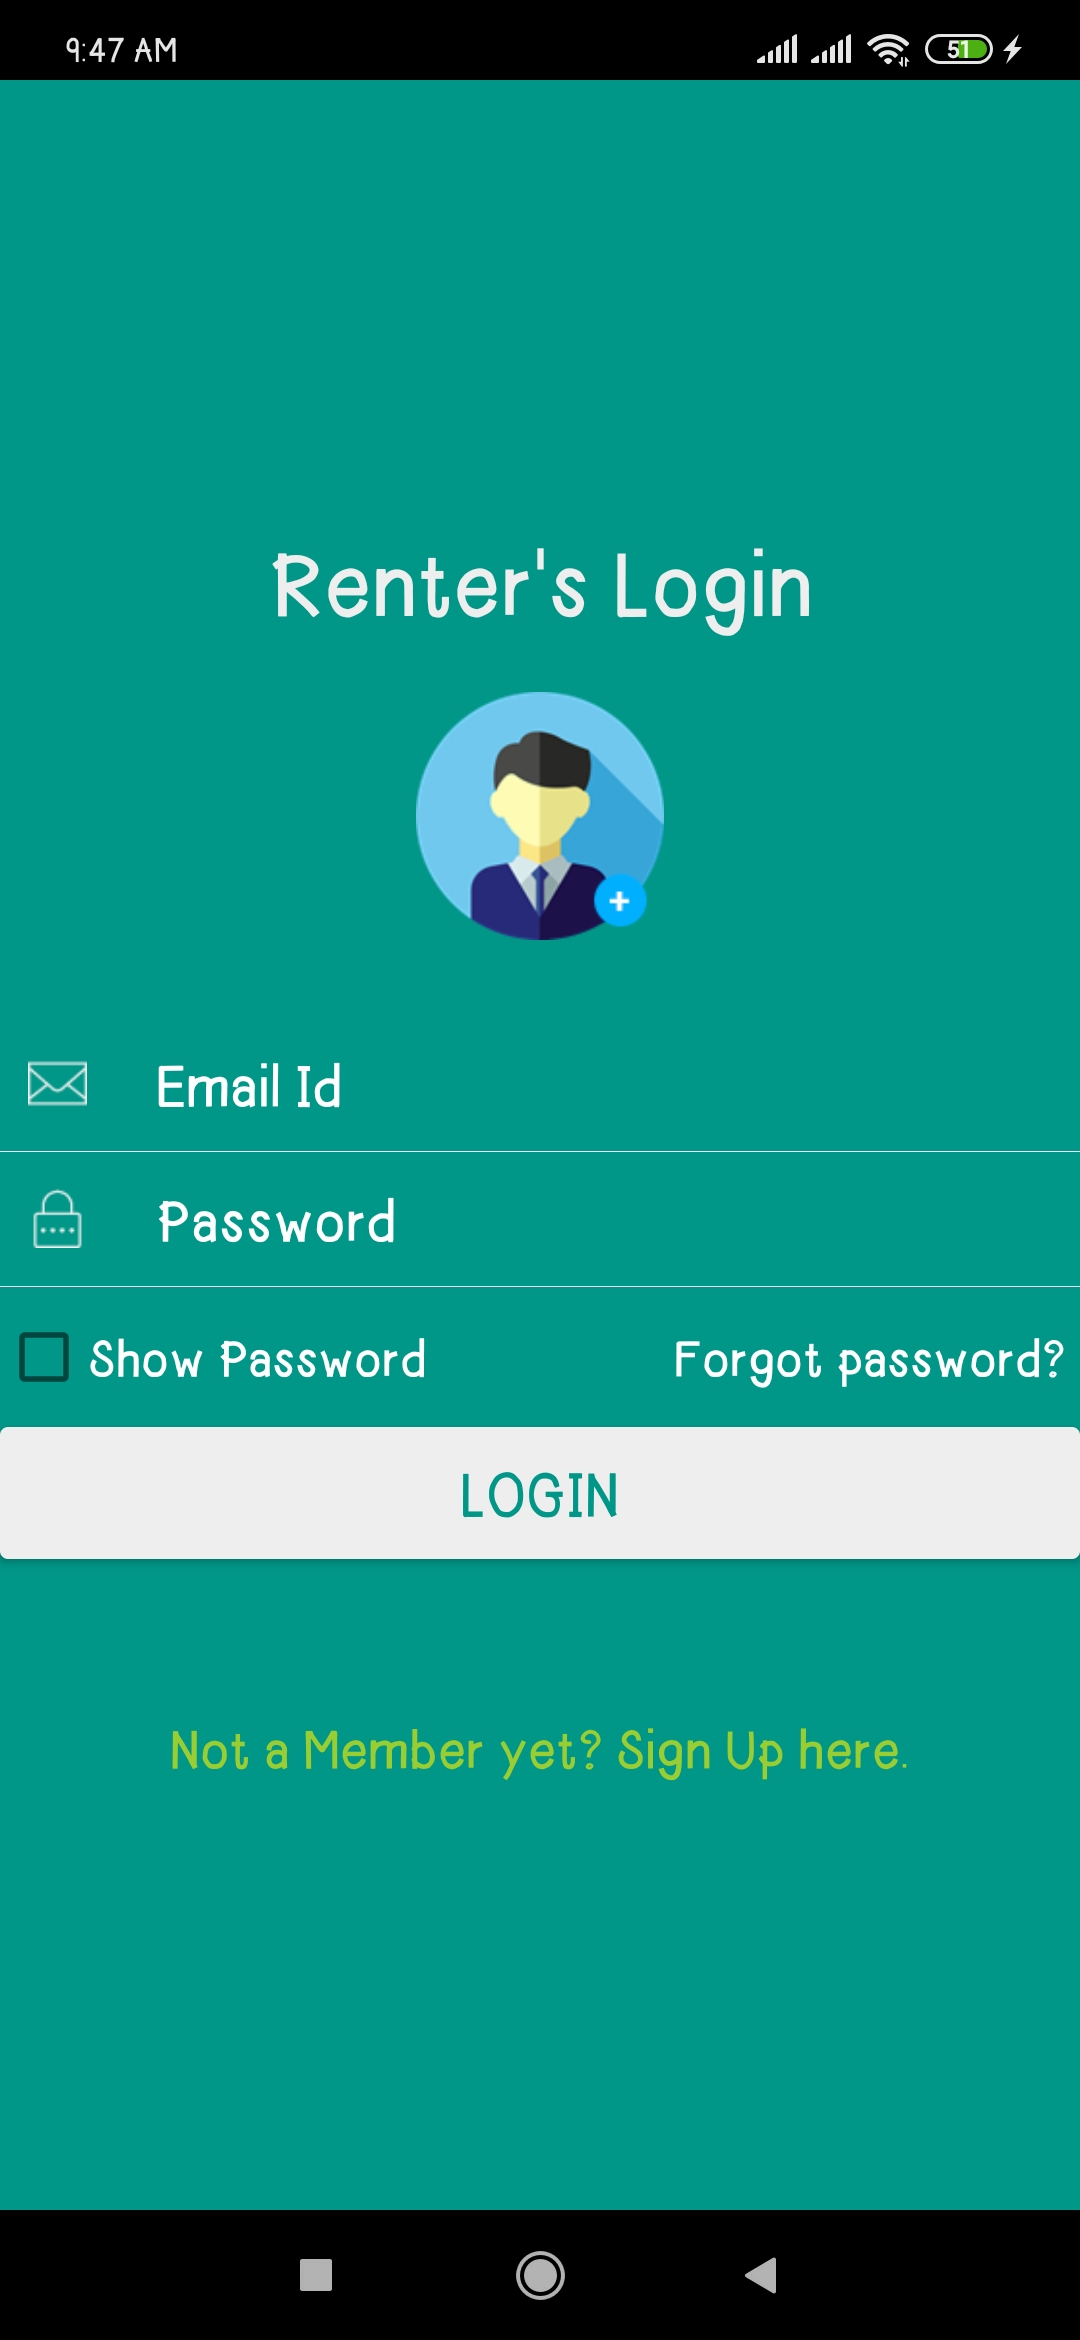 9:47 AM 51
Renter's Login
Email Id
Password
Show Password Forgot password?
LOGIN
Not a Member yet? Sign Up here.